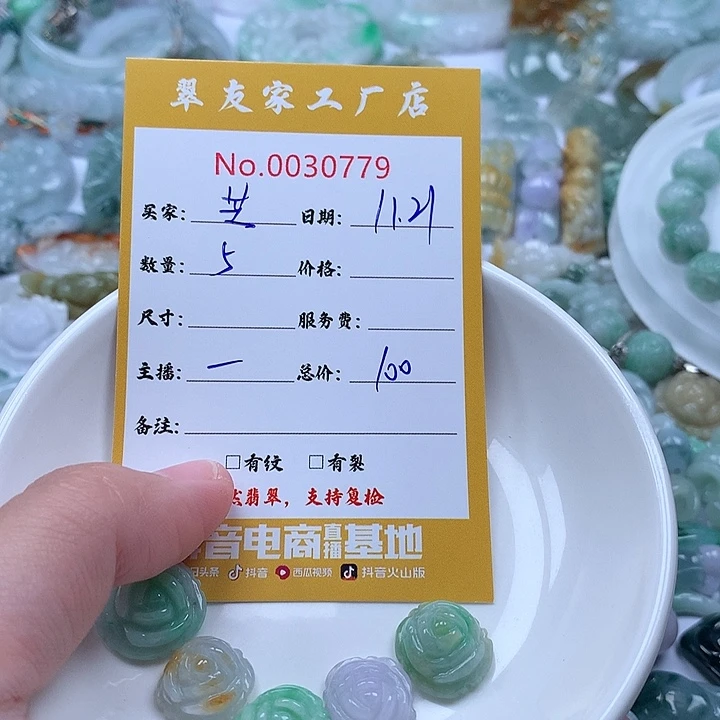 翠友家工厂店
No.0030779
买家: 芝 日期: 11.21
数量: 5 价格:
尺寸: 服务费:
主播: 一 总价: 100
备注:
□有纹 □有裂
然翡翠，支持复检
音电商直播基地
日头条 抖音 西瓜视频 抖音火山版